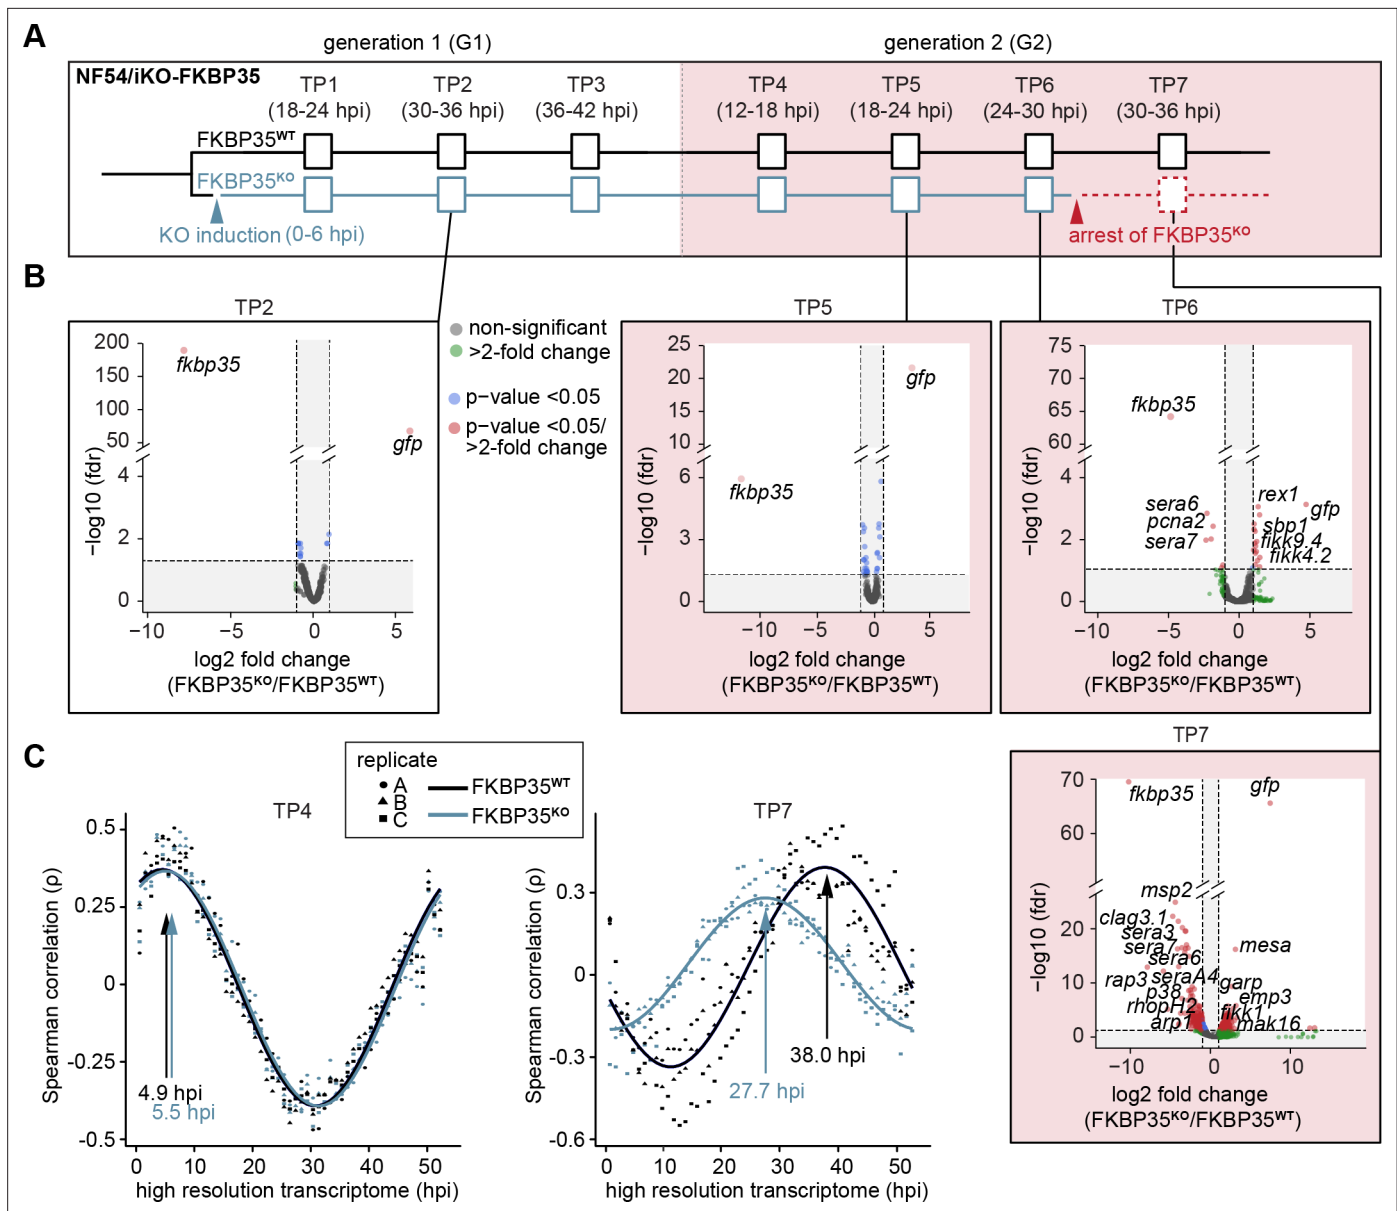 A
generation 1 (G1)
generation 2 (G2)
NF54/iKO-FKBP35
TP1
(18-24 hpi)
TP2
(30-36 hpi)
TP3
(36-42 hpi)
TP4
(12-18 hpi)
TP5
(18-24 hpi)
TP6
(24-30 hpi)
TP7
(30-36 hpi)
FKBP35WT
FKBP35KO
KO induction (0-6 hpi)
arrest of FKBP35KO
B
TP2
200
150
100
50
4
2
0
−log10 (fdr)
fkbp35
gfp
−10
−5
0
5
log2 fold change
(FKBP35KO/FKBP35WT)
non-significant
>2-fold change
p−value <0.05
p−value <0.05/
>2-fold change
TP5
25
20
15
10
6
3
0
−log10 (fdr)
gfp
fkbp35
−10
−5
0
5
log2 fold change
(FKBP35KO/FKBP35WT)
TP6
75
70
65
60
4
2
0
−log10 (fdr)
fkbp35
sera6
pcna2
sera7
rex1
gfp
sbp1
fikk9.4
fikk4.2
−10
−5
0
5
log2 fold change
(FKBP35KO/FKBP35WT)
TP7
70
60
20
10
0
−log10 (fdr)
fkbp35
gfp
msp2
clag3.1
sera3
sera7
sera6
mesa
rap3
seraA4
garp
p38
emp3
rhopH2
fikk1
arp1
mak16
−10
0
10
log2 fold change
(FKBP35KO/FKBP35WT)
C
replicate
A
B
C
FKBP35WT
FKBP35KO
TP4
0.5
0.25
0
-0.25
-0.5
Spearman correlation (ρ)
4.9 hpi
5.5 hpi
0
10
20
30
40
50
high resolution transcriptome (hpi)
TP7
0.3
0
-0.3
-0.6
Spearman correlation (ρ)
38.0 hpi
27.7 hpi
0
10
20
30
40
50
high resolution transcriptome (hpi)